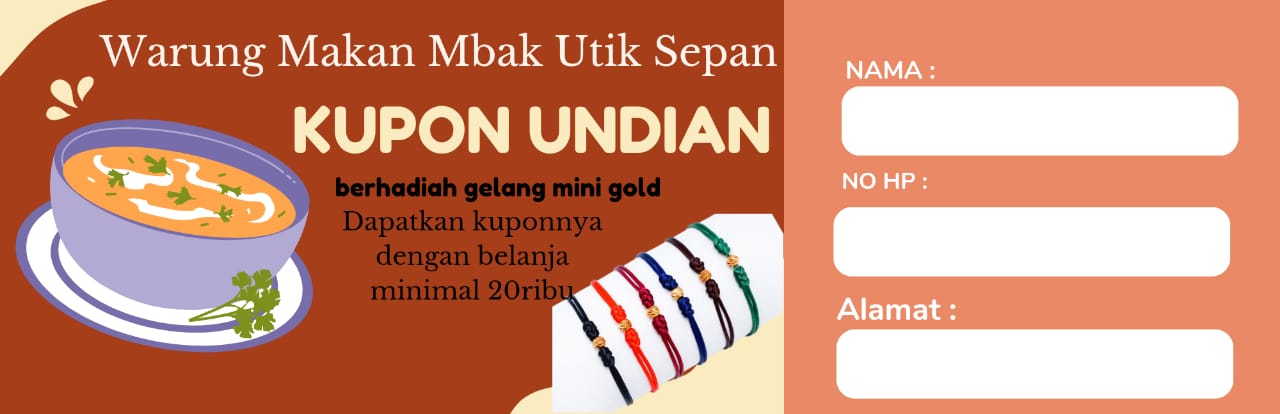 Warung Makan Mbak Utik Sepan
KUPON UNDIAN
berhadiah gelang mini gold
Dapatkan kuponnya
dengan belanja
minimal 20ribu
NAMA :
NO HP :
Alamat :